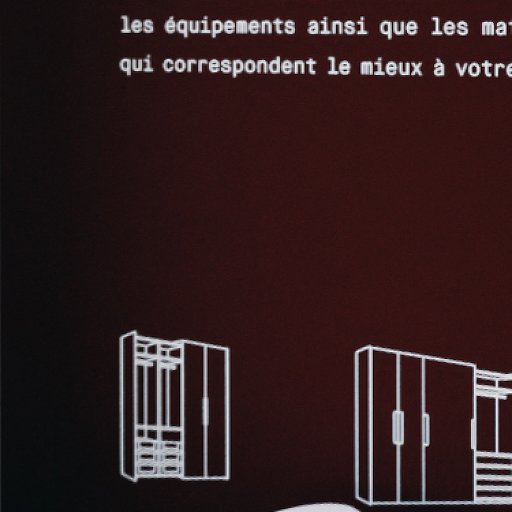 les équipements ainsi que les
qui correspondent le mieux à votre